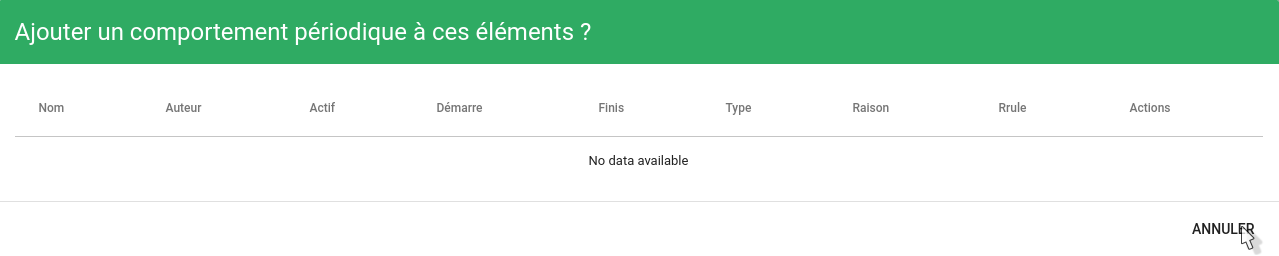 Ajouter un comportement périodique à ces éléments ?
Nom Auteur Actif Démarre Finis Type Raison Rrule Actions
No data available
ANNULER